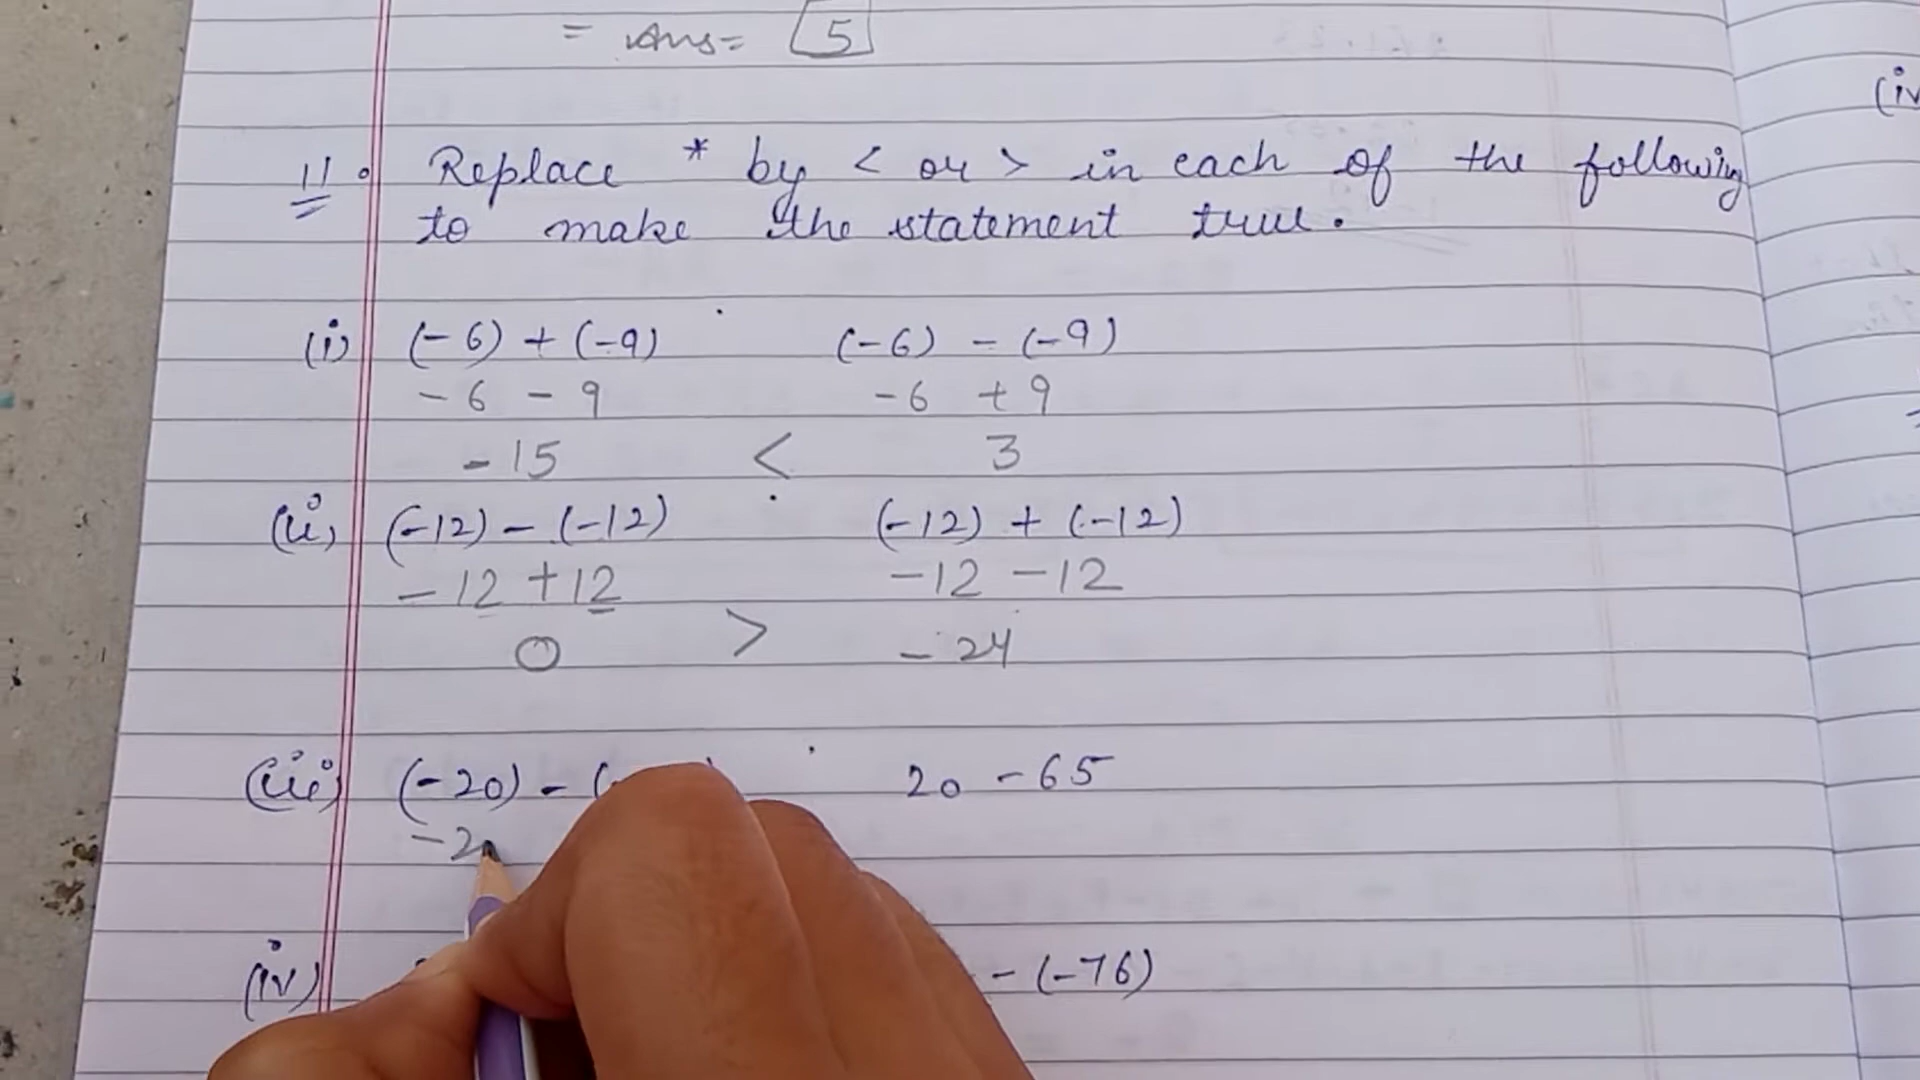 = Ans = 5
(iv
11. Replace * by < or > in each of the following
to make the statement true.
(i) (-6) + (-9) (-6) - (-9)
-6 - 9 -6 + 9
-15 < 3
(ii) (-12) - (-12) (-12) + (-12)
-12 + 12 -12 - 12
0 > -24
(iii) (-20) - ( 20 - 65
-2
(iv) - (-76)